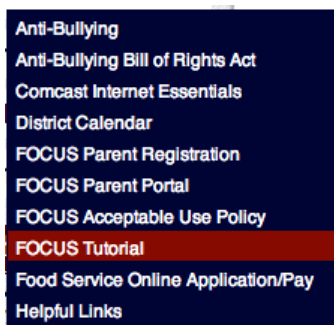 Anti-Bullying
Anti-Bullying Bill of Rights Act
Comcast Internet Essentials
District Calendar
FOCUS Parent Registration
FOCUS Parent Portal
FOCUS Acceptable Use Policy
FOCUS Tutorial
Food Service Online Application/Pay
Helpful Links